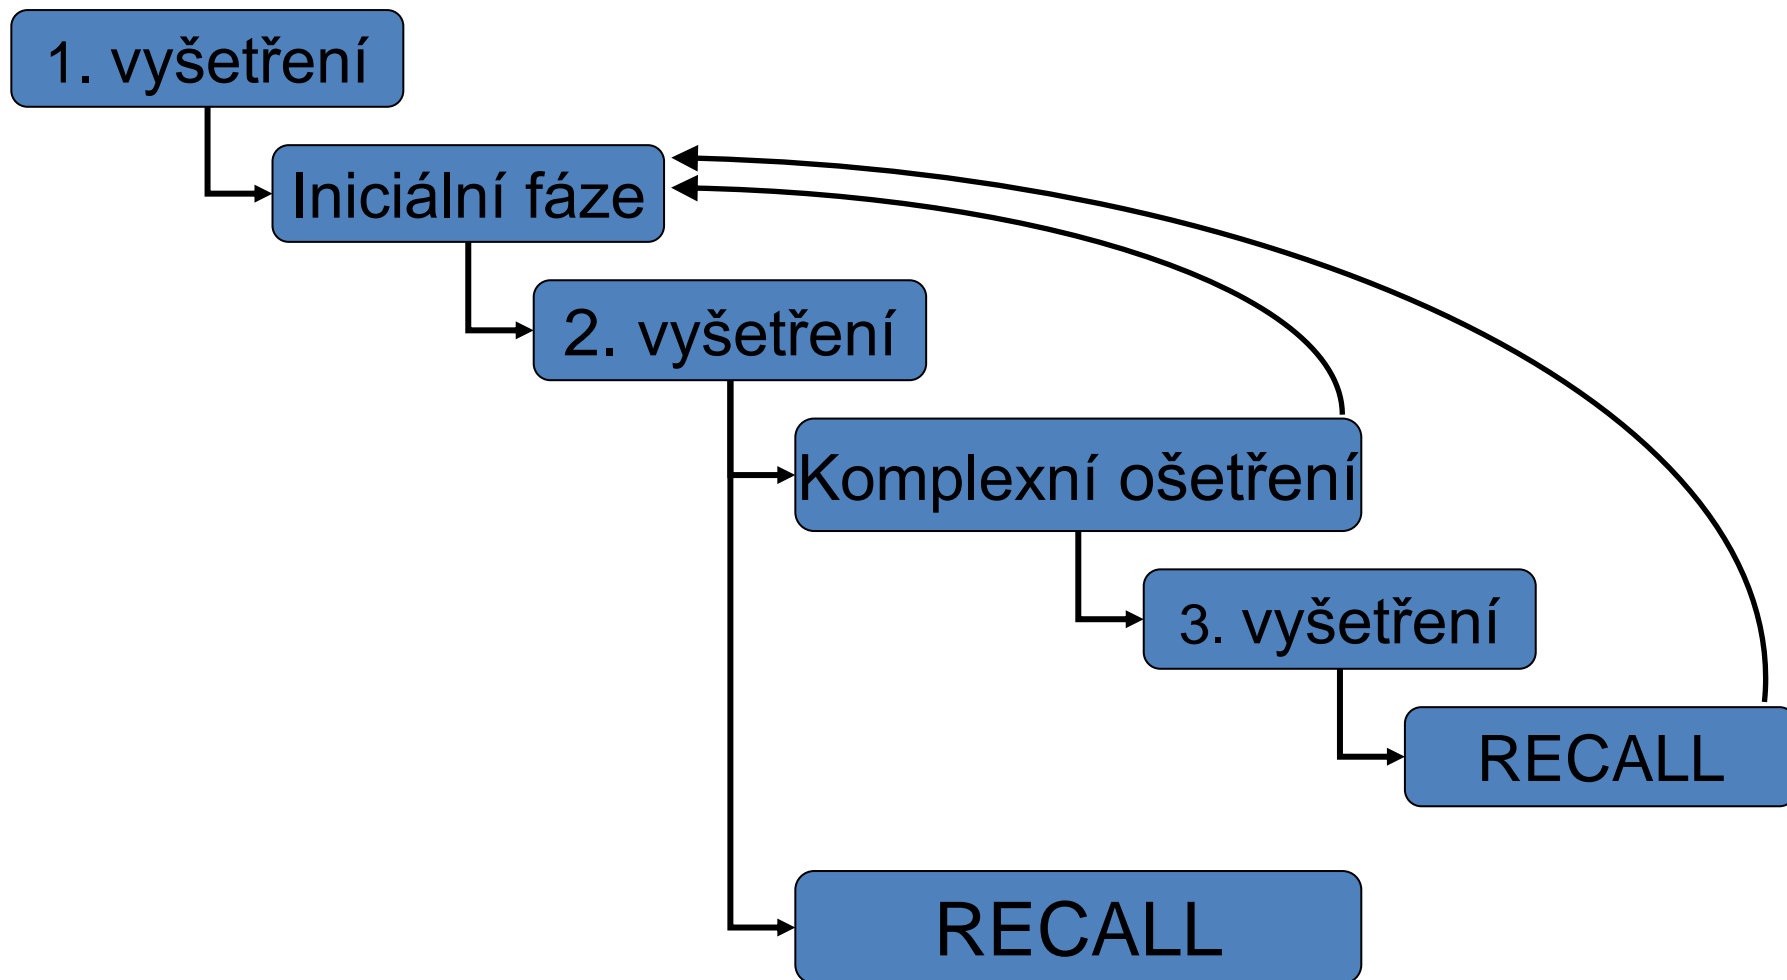 1. vyšetření
Iniciální fáze
2. vyšetření
Komplexní ošetření
3. vyšetření
RECALL
RECALL